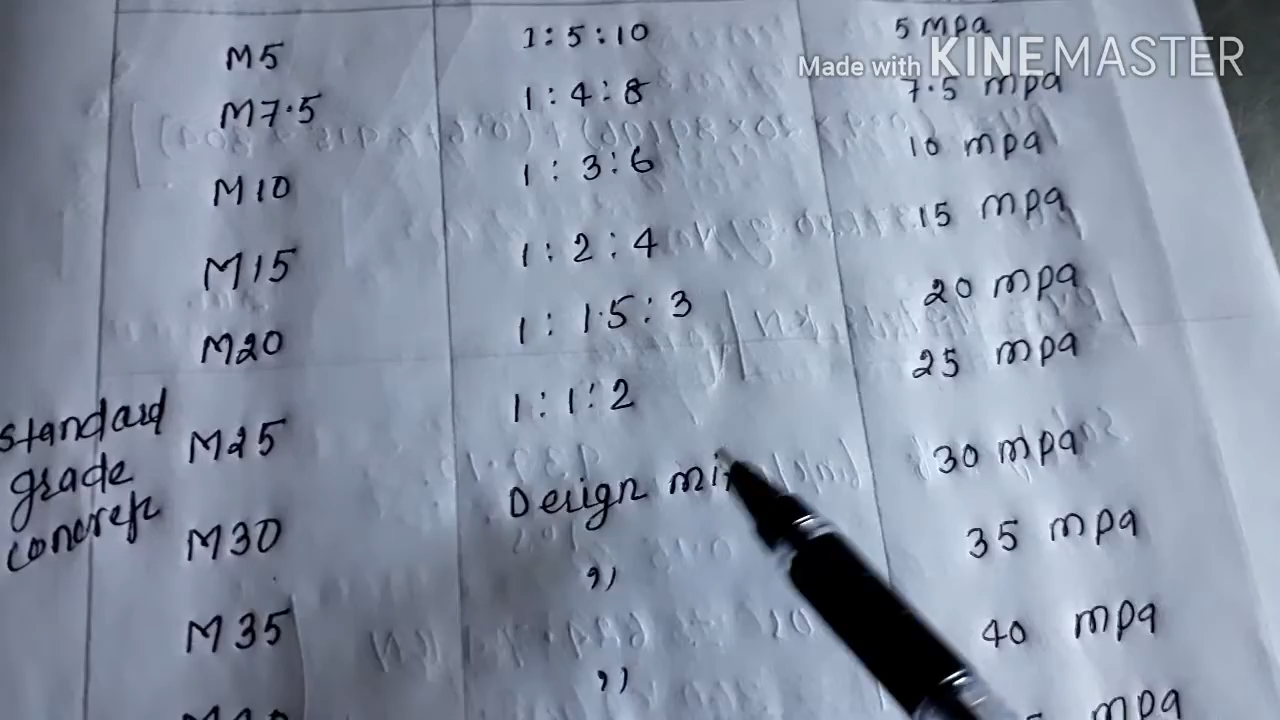 M5 1:5:10 5 mpa
Made with KINEMASTER
M7.5 1:4:8 7.5 mpa
M10 1:3:6 10 mpa
M15 1:2:4 15 mpa
M20 1:1.5:3 20 mpa
M25 1:1:2 25 mpa
standard
grade
concrete
M30 Design mix 30 mpa
M35 ,, 35 mpa
,, 40 mpa
mpa